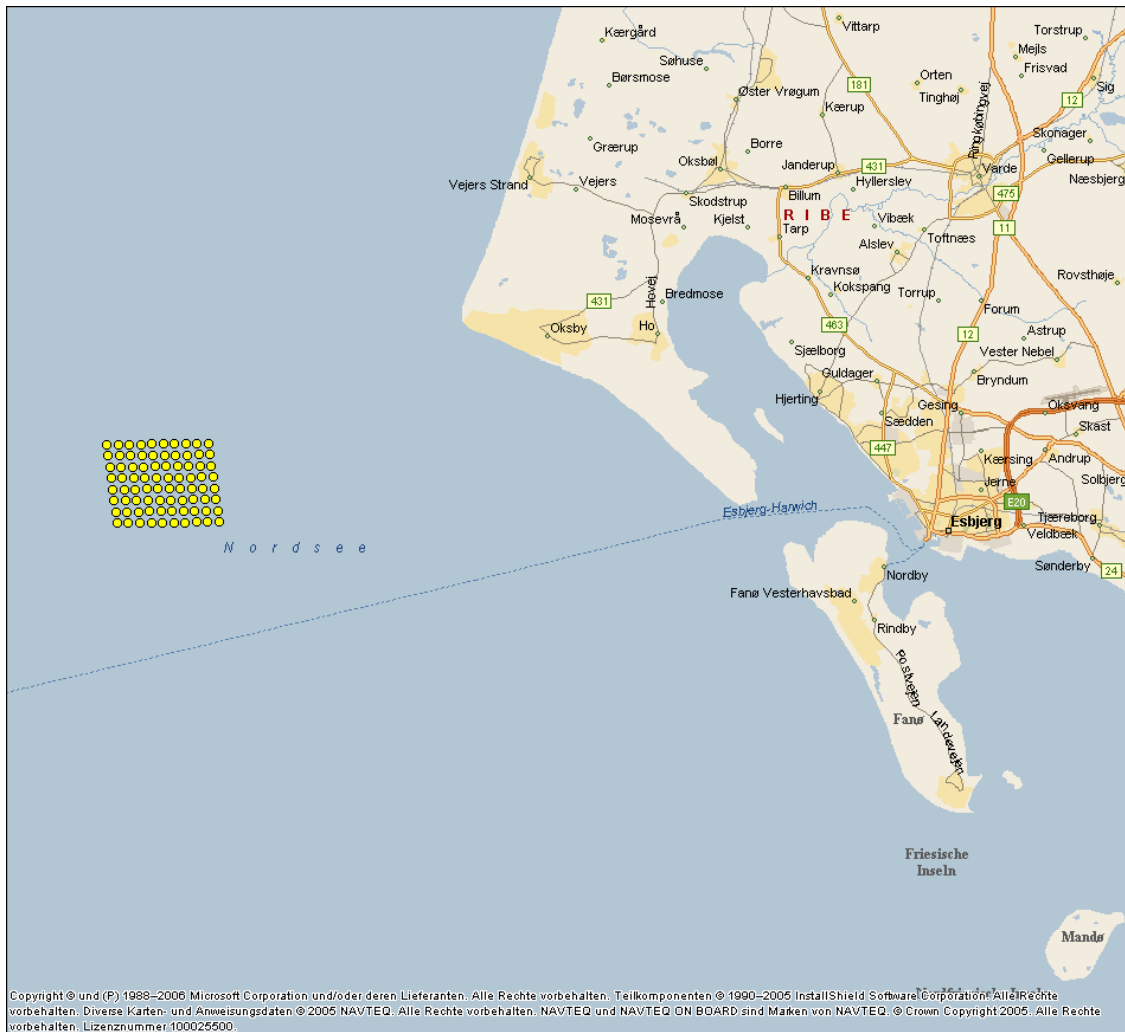 Kærgård
Vittarp
Torstrup
Mejls
Søhuse
Frisvad
Børsmose
Orten
181
Sig
Tinghøj
Øster Vrøgum
12
Kærup
Ringkøbingvej
Skonager
Grærup
Borre
Gellerup
Oksbøl
Janderup
431
Varde
Næsbjerg
Vejers Strand
Vejers
Billum
Hyllerslev
475
Skodstrup
RIBE
Mosevrå
Kjelst
Vibæk
11
Tarp
Toftnæs
Alslev
Kravnsø
Rovsthøje
Hovej
Kokspang
Bredmose
Torrup
431
Forum
463
12
Oksby
Ho
Astrup
Sjælborg
Vester Nebel
Guldager
Bryndum
Hjerting
Gesing
Oksvang
Sædden
Skast
447
Kærsing
Andrup
Jerne
Solbjerg
E20
Esbjerg-Harwich
Esbjerg
Tjæreborg
Veldbæk
Nordsee
Sønderby
24
Nordby
Fanø Vesterhavsbad
Rindby
Postvejen
Fanø
Landevejen
Friesische
Inseln
Mandø
Copyright © und (P) 1988–2006 Microsoft Corporation und/oder deren Lieferanten. Alle Rechte vorbehalten. Teilkomponenten © 1990–2005 InstallShield Software Corporation. Alle Rechte
vorbehalten. Diverse Karten- und Anweisungsdaten © 2005 NAVTEQ. Alle Rechte vorbehalten. NAVTEQ und NAVTEQ ON BOARD sind Marken von NAVTEQ. © Crown Copyright 2005. Alle Rechte
vorbehalten. Lizenznummer 100025500.